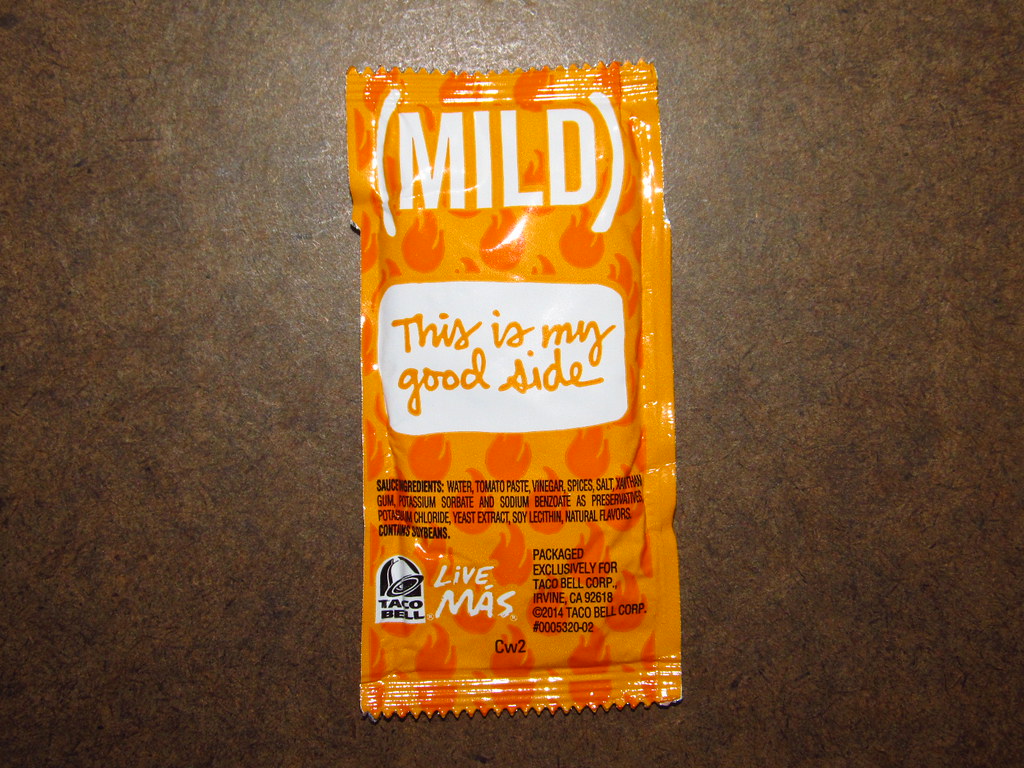 (MILD)
This is my
good side
SAUCE INGREDIENTS: WATER, TOMATO PASTE, VINEGAR, SPICES, SALT, XANTHAN
GUM, POTASSIUM SORBATE AND SODIUM BENZOATE AS PRESERVATIVES,
POTASSIUM CHLORIDE, YEAST EXTRACT, SOY LECITHIN, NATURAL FLAVORS.
CONTAINS SOYBEANS.
TACO
BELL®
LiVE
MÁS®
PACKAGED
EXCLUSIVELY FOR
TACO BELL CORP.,
IRVINE, CA 92618
©2014 TACO BELL CORP.
#0005320-02
Cw2